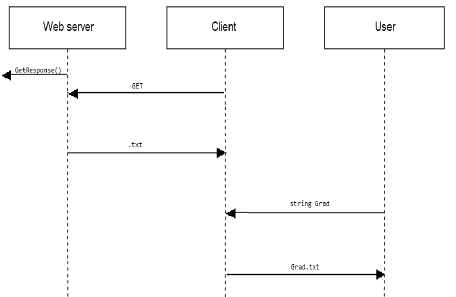 Web server
Client
User
GetResponse()
GET
.txt
string Grad
Grad.txt